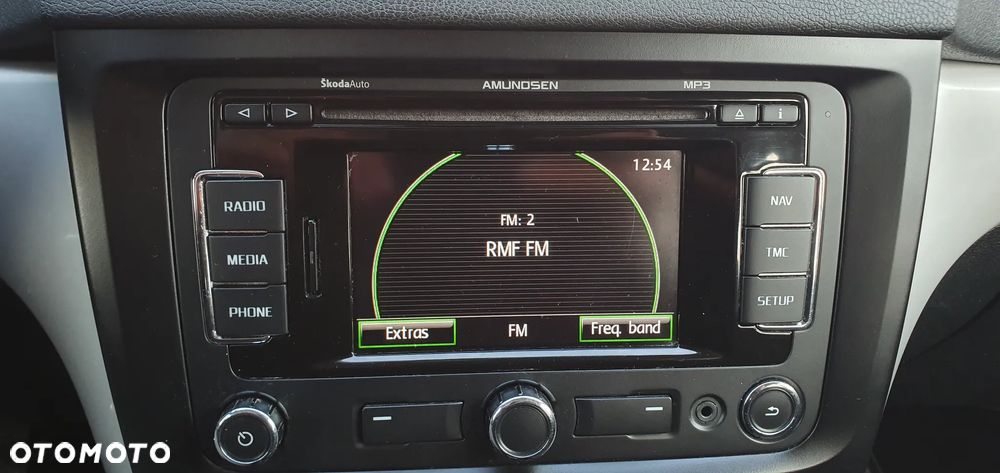 ŠkodaAuto AMUNDSEN MP3
i
12:54
RADIO
NAV
FM: 2
RMF FM
MEDIA
TMC
PHONE
SETUP
Extras FM Freq. band
OTOMOTO